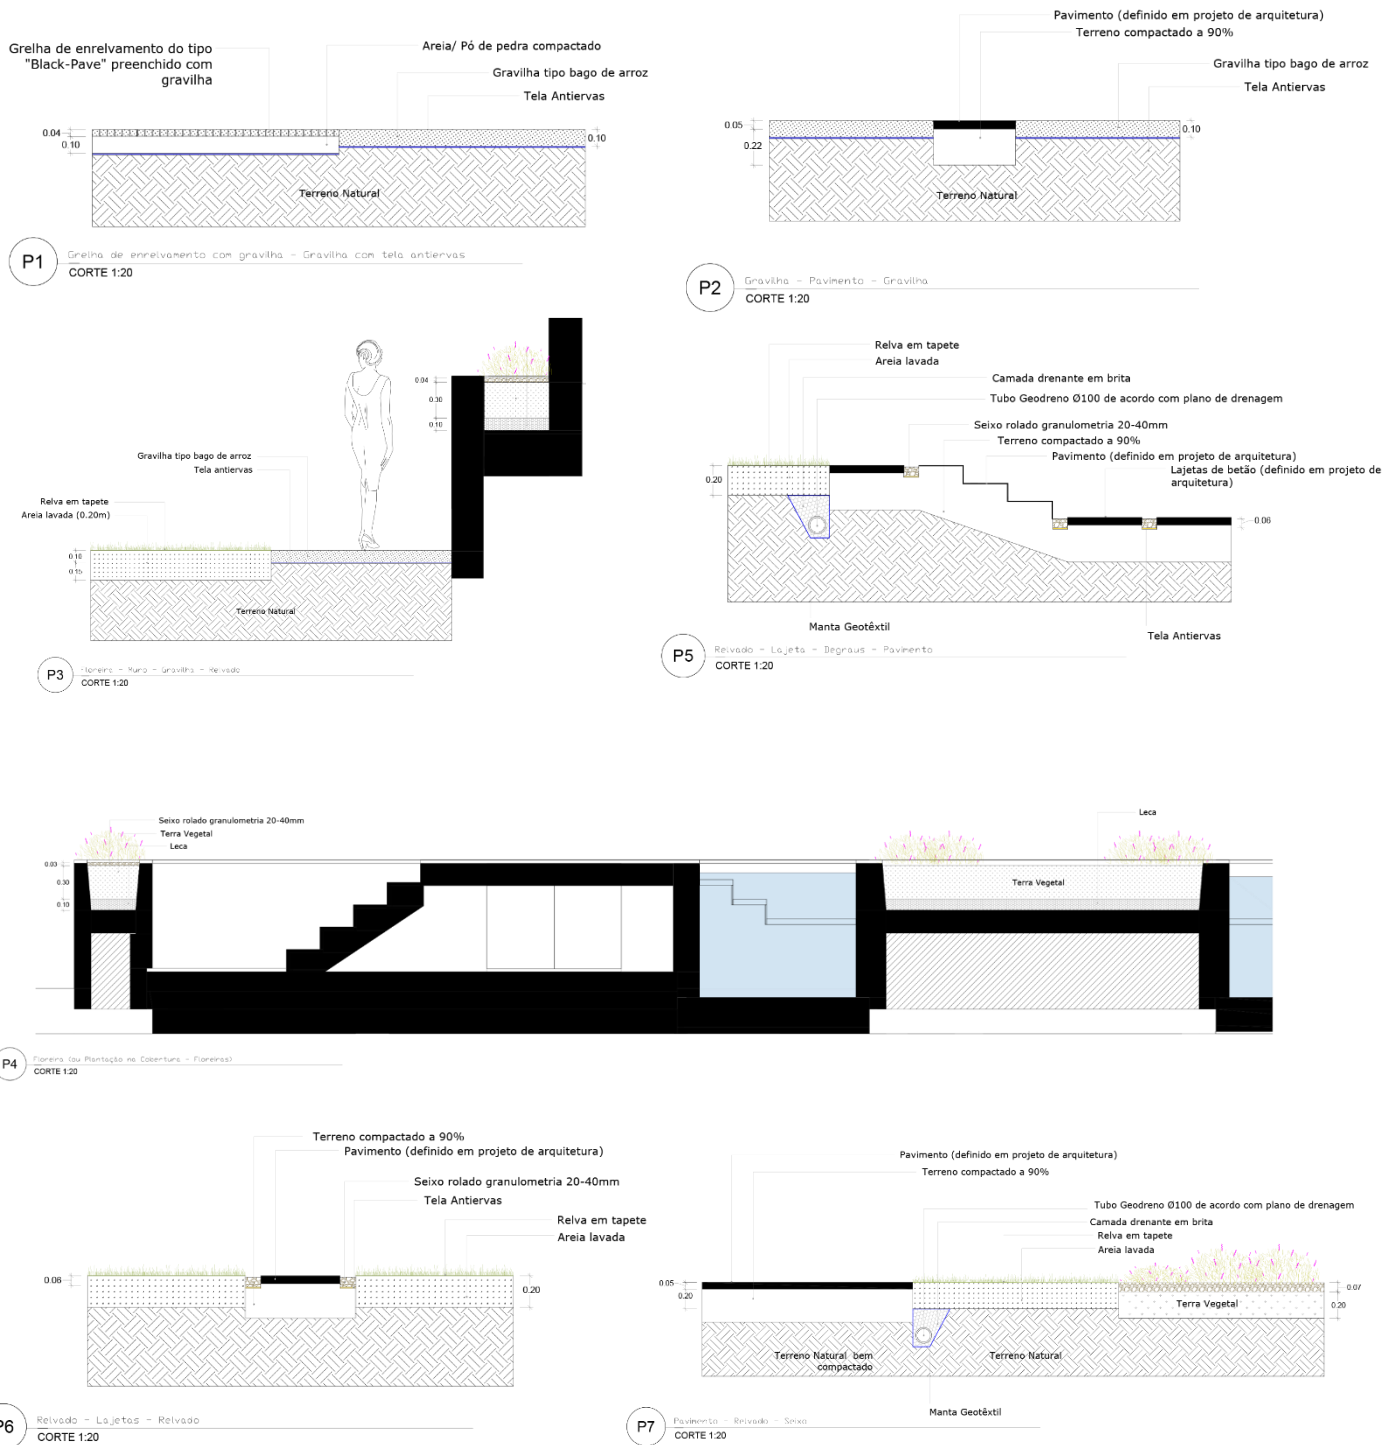 Grelha de enrelvamento do tipo
"Black-Pave" preenchido com
gravilha
Areia/ Pó de pedra compactado
Gravilha tipo bago de arroz
Tela Antiervas
0.04
0.10
0.10
Terreno Natural
P1
Grelha de enrelvamento com gravilha - Gravilha com tela antiervas
CORTE 1:20
Pavimento (definido em projeto de arquitetura)
Terreno compactado a 90%
Gravilha tipo bago de arroz
Tela Antiervas
0.05
0.22
0.10
Terreno Natural
P2
Gravilha - Pavimento - Gravilha
CORTE 1:20
0.04
0.30
0.10
Gravilha tipo bago de arroz
Tela antiervas
Relva em tapete
Areia lavada (0.20m)
0.10
0.15
Terreno Natural
P3
Floreira - Muro - Gravilha - Relvado
CORTE 1:20
Relva em tapete
Areia lavada
Camada drenante em brita
Tubo Geodreno Ø100 de acordo com plano de drenagem
Seixo rolado granulometria 20-40mm
Terreno compactado a 90%
Pavimento (definido em projeto de arquitetura)
Lajetas de betão (definido em projeto de
arquitetura)
0.20
0.06
Manta Geotêxtil
Tela Antiervas
P5
Relvado - Lajeta - Degraus - Pavimento
CORTE 1:20
Seixo rolado granulometria 20-40mm
Terra Vegetal
Leca
0.03
0.30
0.10
Leca
Terra Vegetal
P4
Floreira (ou Plantação na Cobertura - Floreiras)
CORTE 1:20
Terreno compactado a 90%
Pavimento (definido em projeto de arquitetura)
Seixo rolado granulometria 20-40mm
Tela Antiervas
Relva em tapete
Areia lavada
0.06
0.20
P6
Relvado - Lajetas - Relvado
CORTE 1:20
Pavimento (definido em projeto de arquitetura)
Terreno compactado a 90%
Tubo Geodreno Ø100 de acordo com plano de drenagem
Camada drenante em brita
Relva em tapete
Areia lavada
0.05
0.20
0.07
0.20
Terra Vegetal
Terreno Natural bem
compactado
Terreno Natural
Manta Geotêxtil
P7
Pavimento - Relvado - Seixo
CORTE 1:20